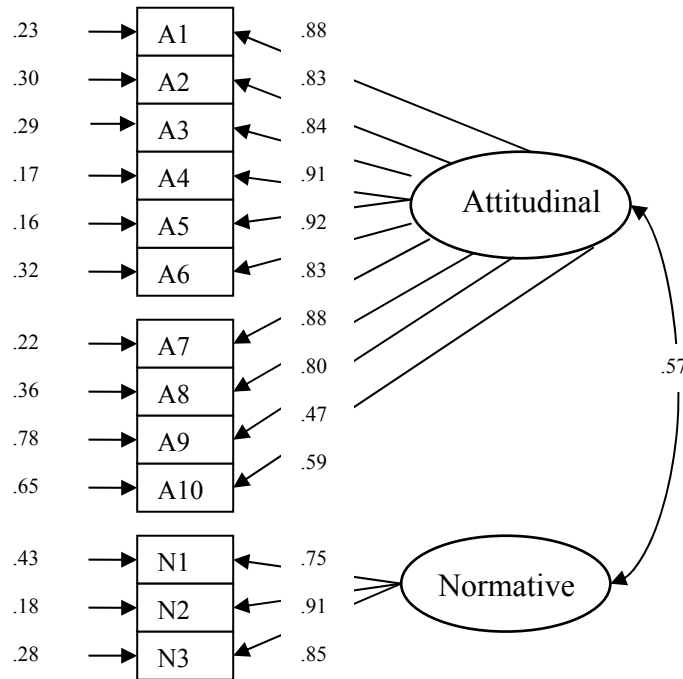 .23 A1 .88
.30 A2 .83
.29 A3 .84
.17 A4 .91
Attitudinal
.16 A5 .92
.32 A6 .83
.88
.22 A7
.57
.80
.36 A8
.47
.78 A9
.59
.65 A10
.43 N1 .75
Normative
.18 N2 .91
.28 N3 .85